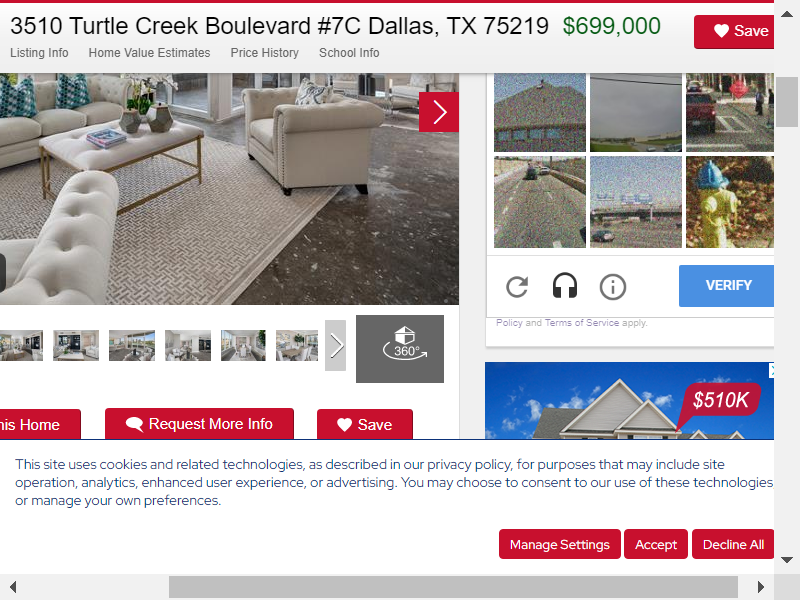 3510 Turtle Creek Boulevard #7C Dallas, TX 75219 $699,000
Save
Listing Info Home Value Estimates Price History School Info
VERIFY
Policy and Terms of Service apply.
360°
his Home
Request More Info
Save
$510K
This site uses cookies and related technologies, as described in our privacy policy, for purposes that may include site
operation, analytics, enhanced user experience, or advertising. You may choose to consent to our use of these technologies
or manage your own preferences.
Manage Settings Accept Decline All